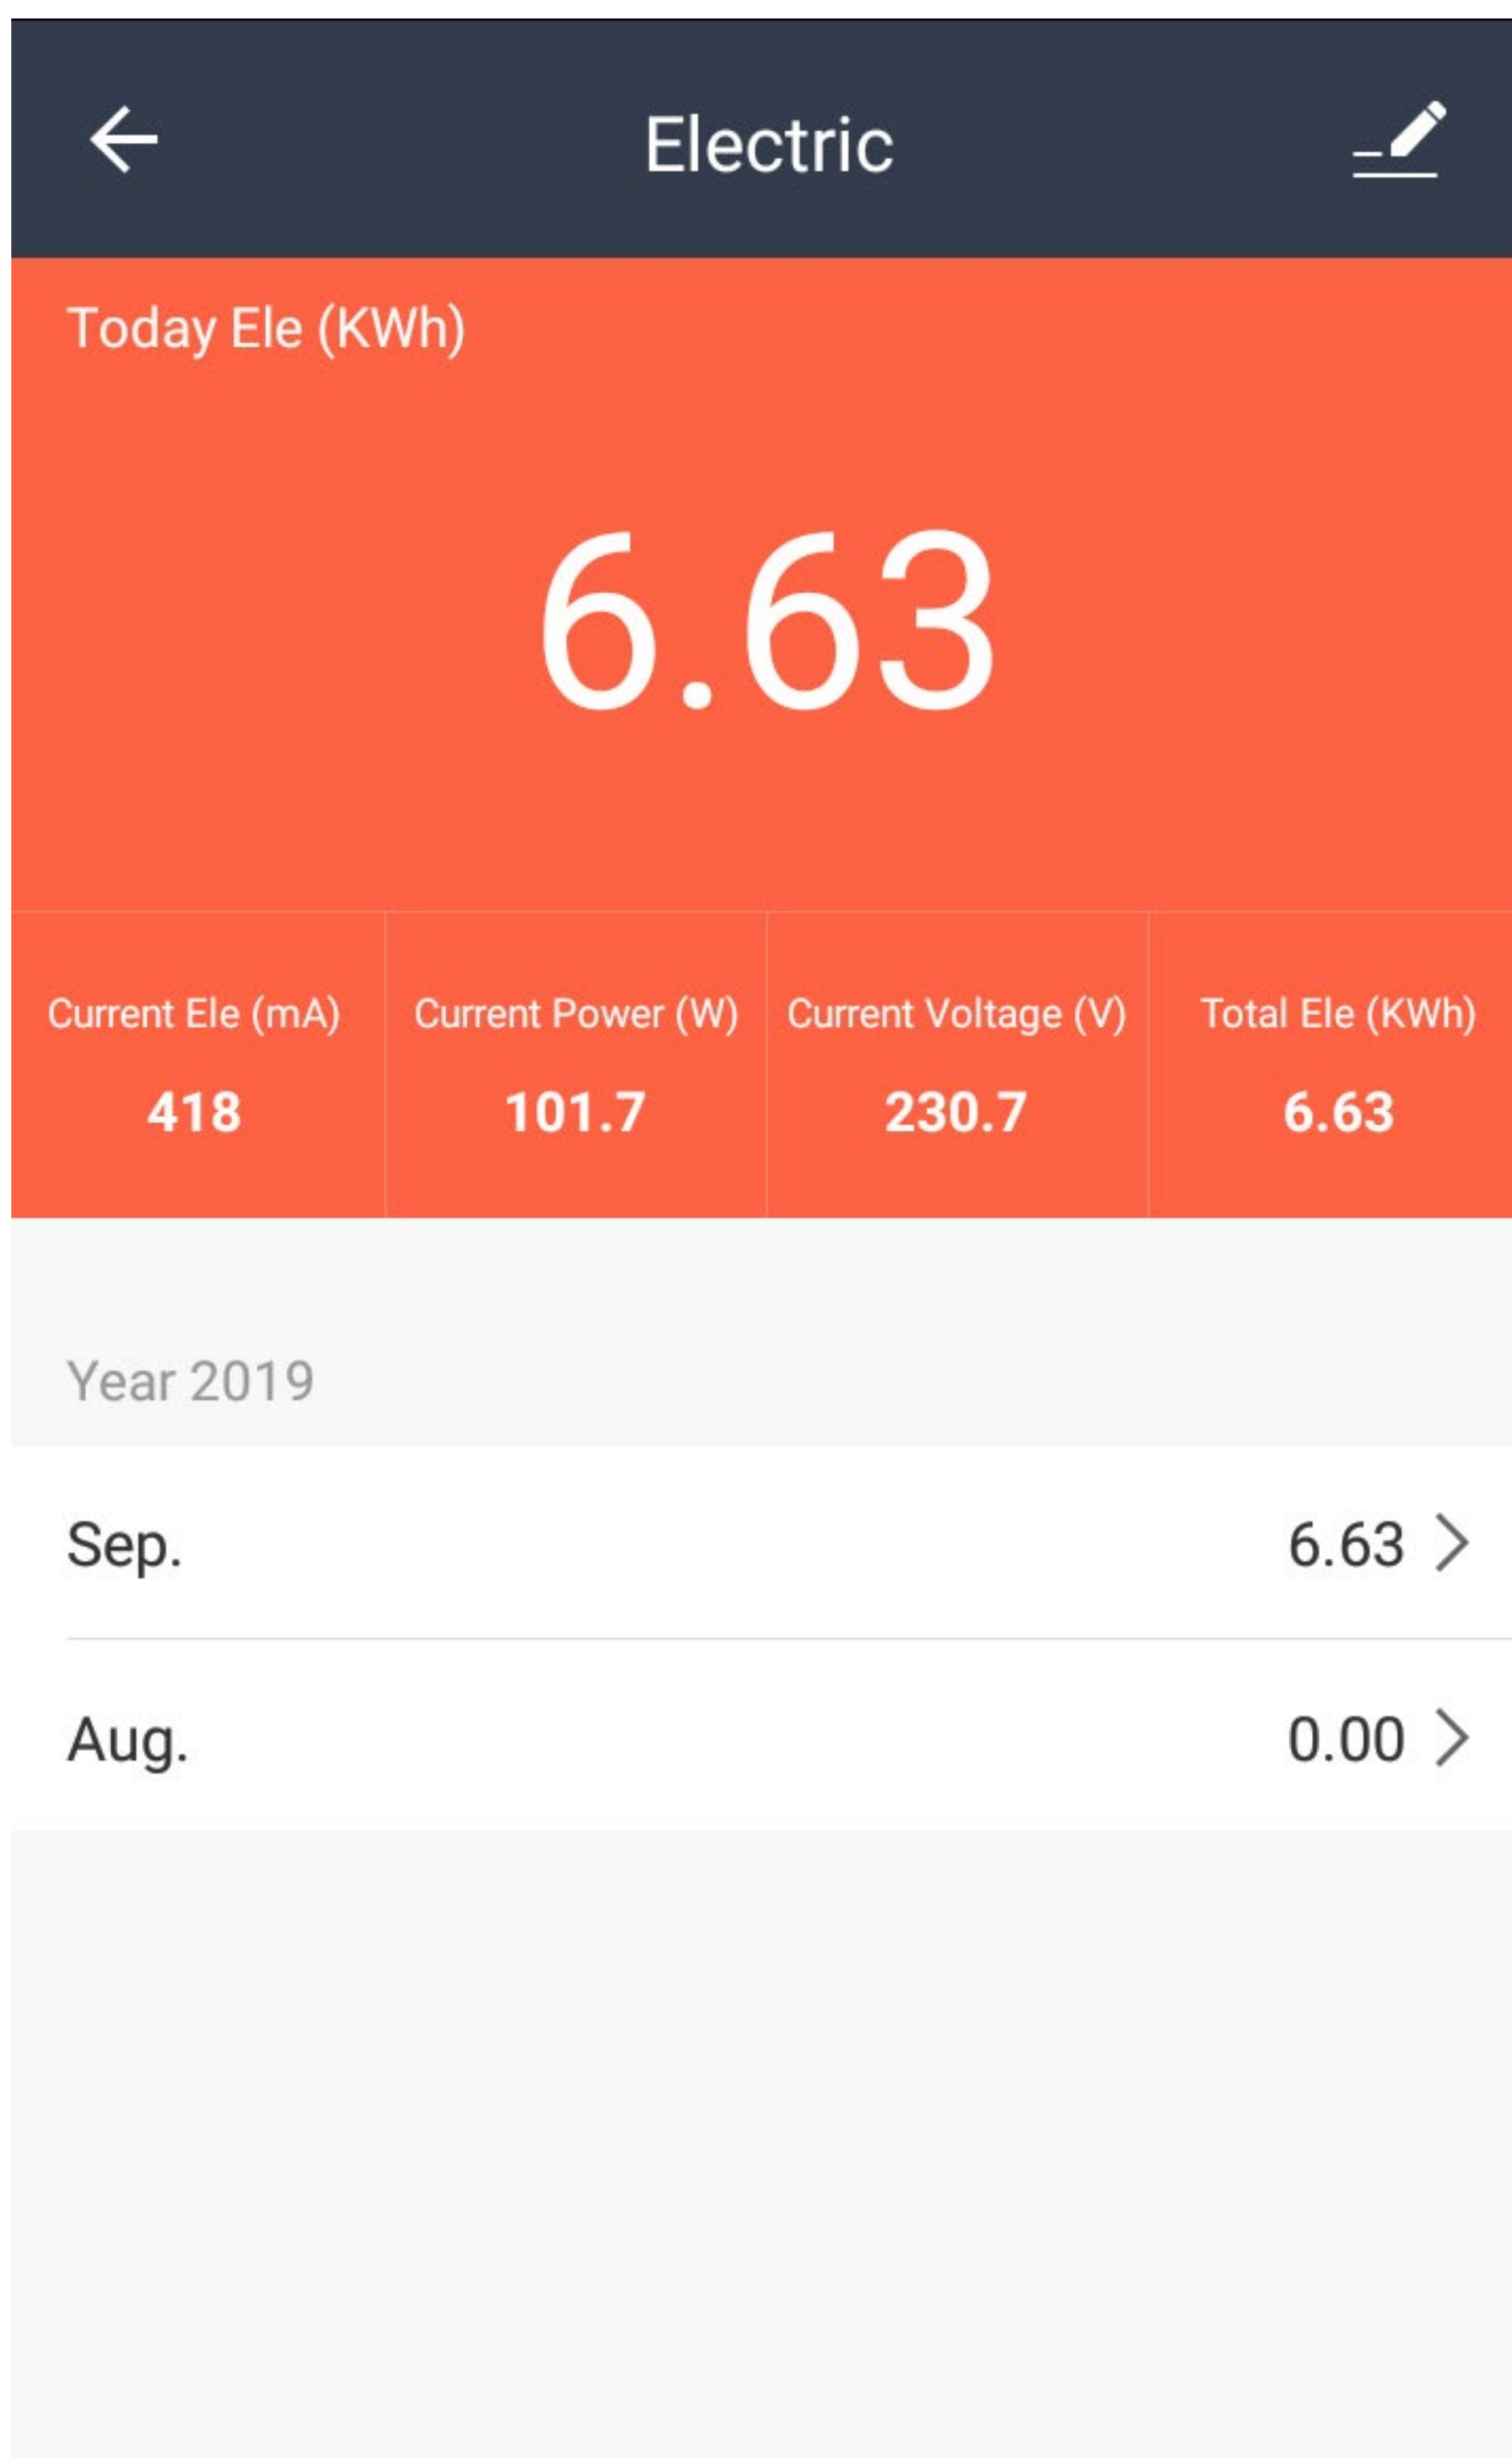 Electric
Today Ele (KWh)
6.63
Current Ele (mA) Current Power (W) Current Voltage (V) Total Ele (KWh)
418 101.7 230.7 6.63
Year 2019
Sep. 6.63
Aug. 0.00